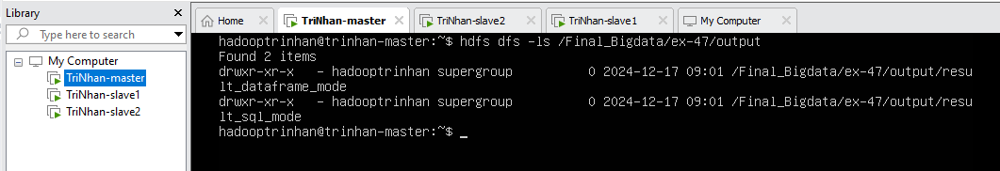 Library
Type here to search
My Computer
TriNhan-master
TriNhan-slave1
TriNhan-slave2
Home
TriNhan-master
TriNhan-slave2
TriNhan-slave1
My Computer
hadooptrinhan@trinhan-master:~$ hdfs dfs -ls /Final_Bigdata/ex-47/output
Found 2 items
drwxr-xr-x   - hadooptrinhan supergroup          0 2024-12-17 09:01 /Final_Bigdata/ex-47/output/resu
lt_dataframe_mode
drwxr-xr-x   - hadooptrinhan supergroup          0 2024-12-17 09:01 /Final_Bigdata/ex-47/output/resu
lt_sql_mode
hadooptrinhan@trinhan-master:~$ _